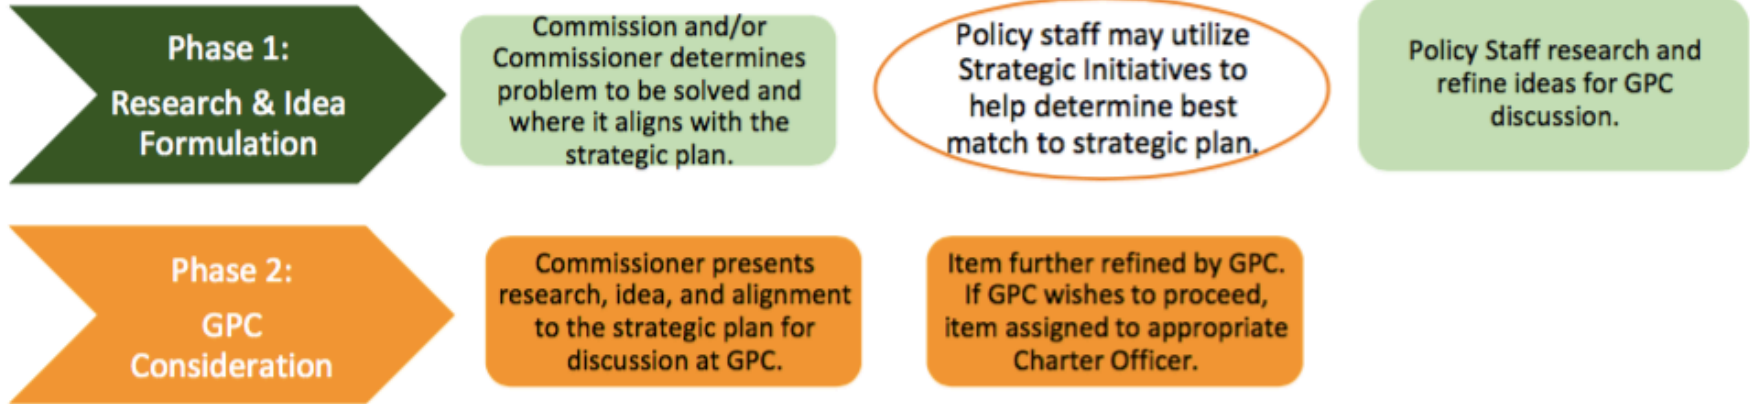 Phase 1:
Research & Idea
Formulation
Commission and/or
Commissioner determines
problem to be solved and
where it aligns with the
strategic plan.
Policy staff may utilize
Strategic Initiatives to
help determine best
match to strategic plan.
Policy Staff research and
refine ideas for GPC
discussion.
Phase 2:
GPC
Consideration
Commissioner presents
research, idea, and alignment
to the strategic plan for
discussion at GPC.
Item further refined by GPC.
If GPC wishes to proceed,
item assigned to appropriate
Charter Officer.